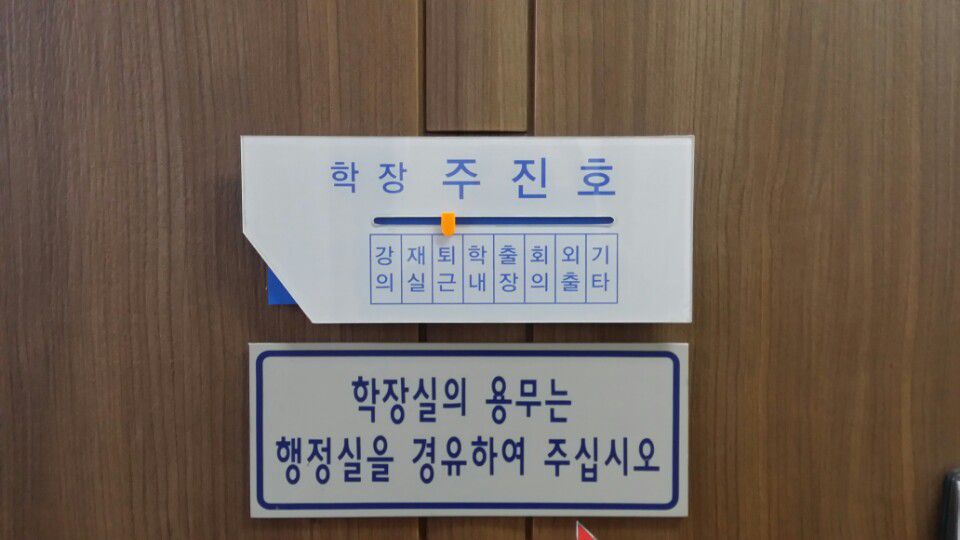 학장 주진호
강의 재실 퇴근 학내 출장 회의 외출 기타
학장실의 용무는
행정실을 경유하여 주십시오